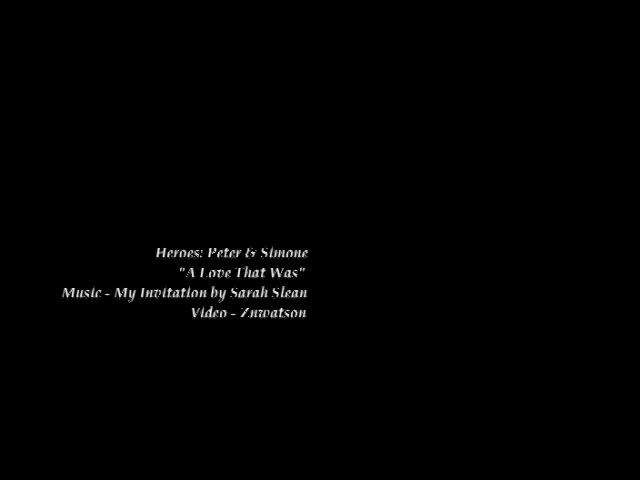 Heroes: Peter & Simone
"A Love That Was"
Music - My Invitation by Sarah Slean
Video - Znwatson